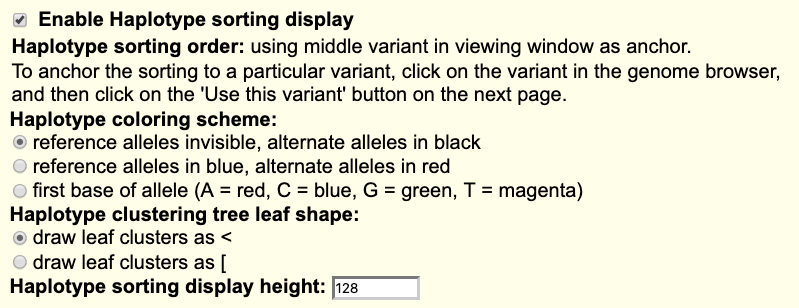 Enable Haplotype sorting display
Haplotype sorting order: using middle variant in viewing window as anchor.
To anchor the sorting to a particular variant, click on the variant in the genome browser,
and then click on the 'Use this variant' button on the next page.
Haplotype coloring scheme:
reference alleles invisible, alternate alleles in black
reference alleles in blue, alternate alleles in red
first base of allele (A = red, C = blue, G = green, T = magenta)
Haplotype clustering tree leaf shape:
draw leaf clusters as <
draw leaf clusters as [
Haplotype sorting display height: 128